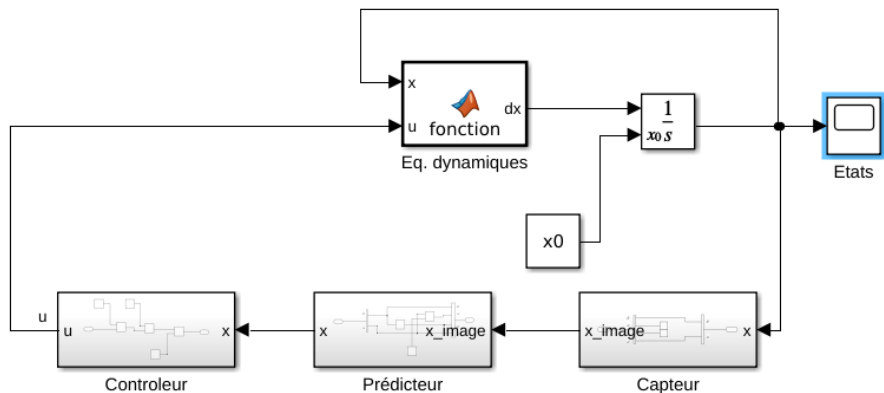 x
u
fonction
dx
Eq. dynamiques
1
x₀ s
Etats
x0
u
u
x
Controleur
x
x_image
Prédicteur
x_image
x
Capteur